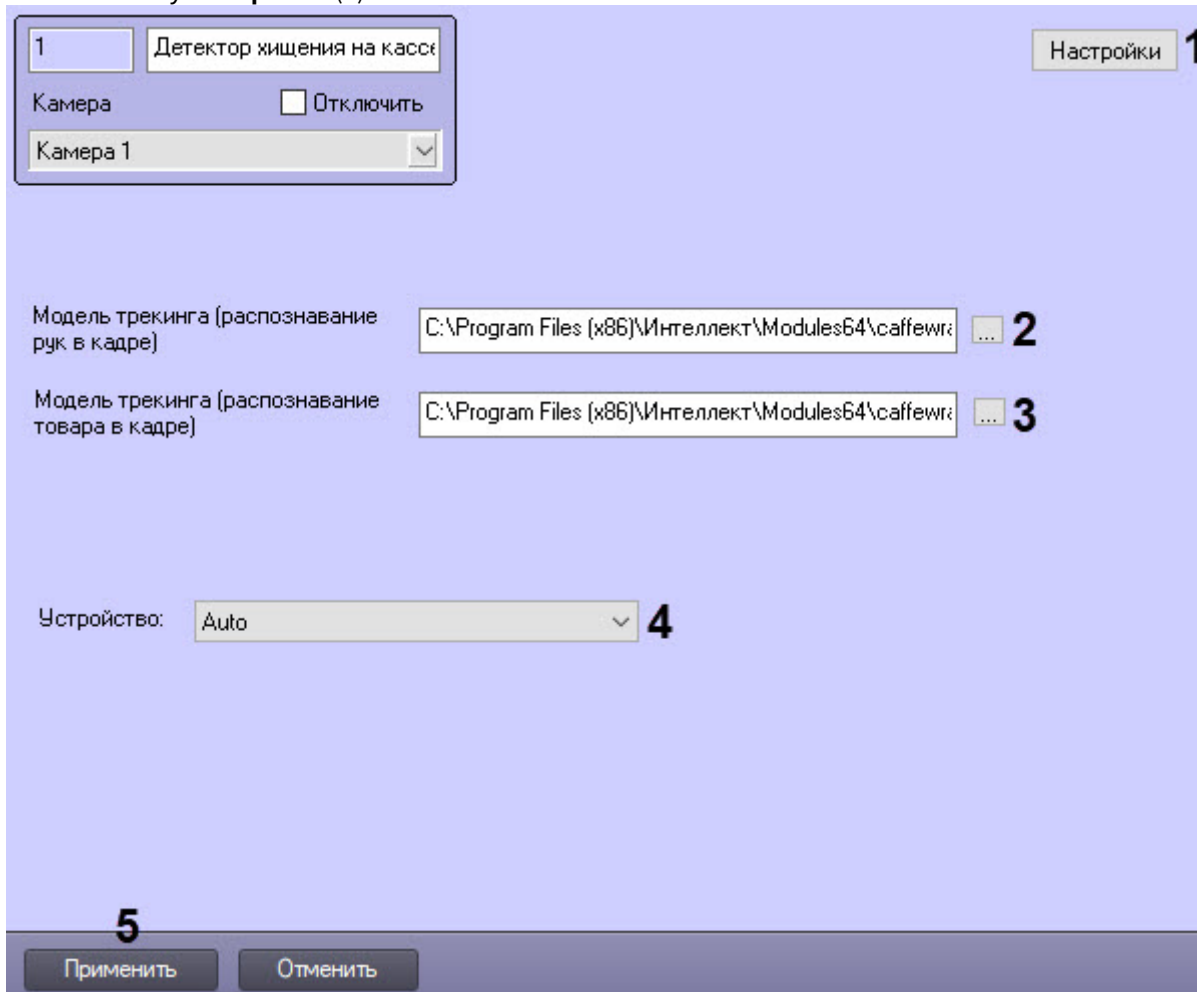 1 Детектор хищения на кассе
Настройки 1
Камера Отключить
Камера 1
Модель трекинга (распознавание
рук в кадре)
C:\Program Files (x86)\Интеллект\Modules64\caffewra ... 2
Модель трекинга (распознавание
товара в кадре)
C:\Program Files (x86)\Интеллект\Modules64\caffewra ... 3
Устройство: Auto 4
5
Применить Отменить